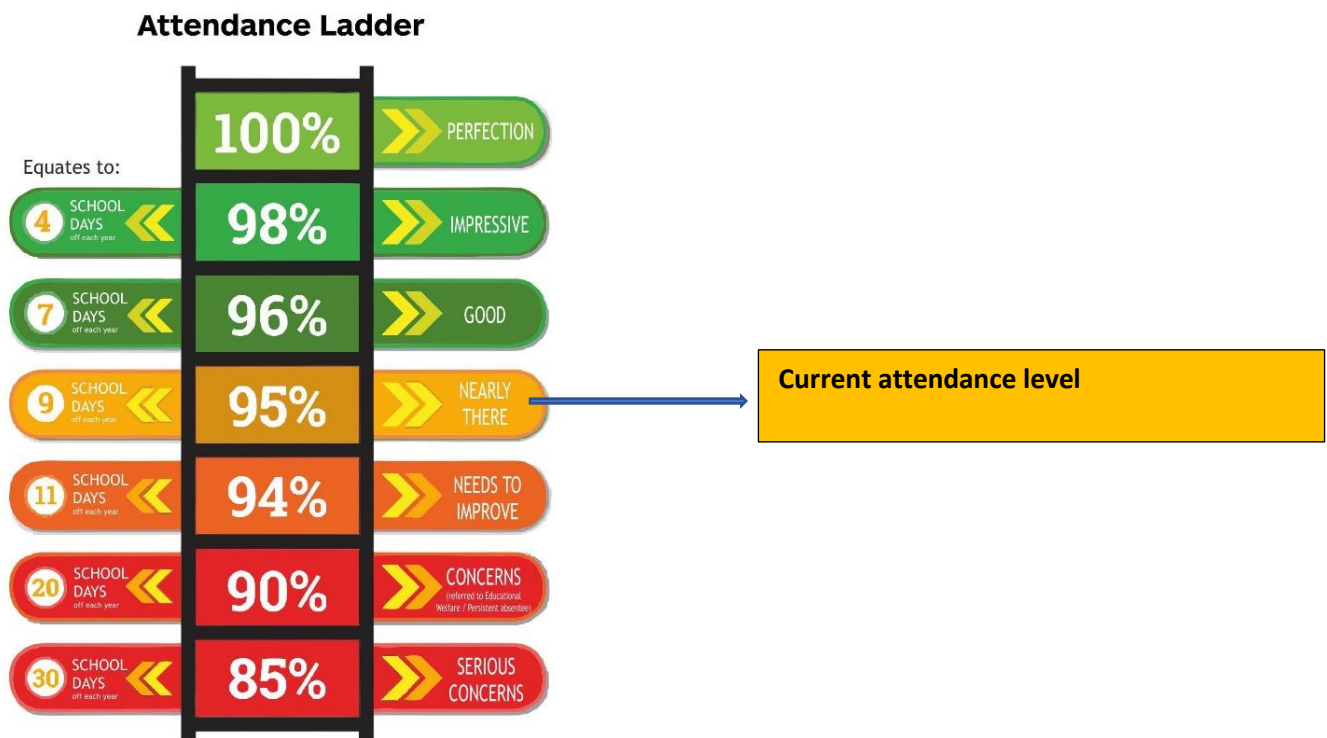 Attendance Ladder
100%
PERFECTION
Equates to:
4
SCHOOL
DAYS
off each year
98%
IMPRESSIVE
7
SCHOOL
DAYS
off each year
96%
GOOD
9
SCHOOL
DAYS
off each year
95%
NEARLY
THERE
Current attendance level
11
SCHOOL
DAYS
off each year
94%
NEEDS TO
IMPROVE
20
SCHOOL
DAYS
off each year
90%
CONCERNS
(referred to Educational
Welfare / Persistent absentee)
30
SCHOOL
DAYS
off each year
85%
SERIOUS
CONCERNS